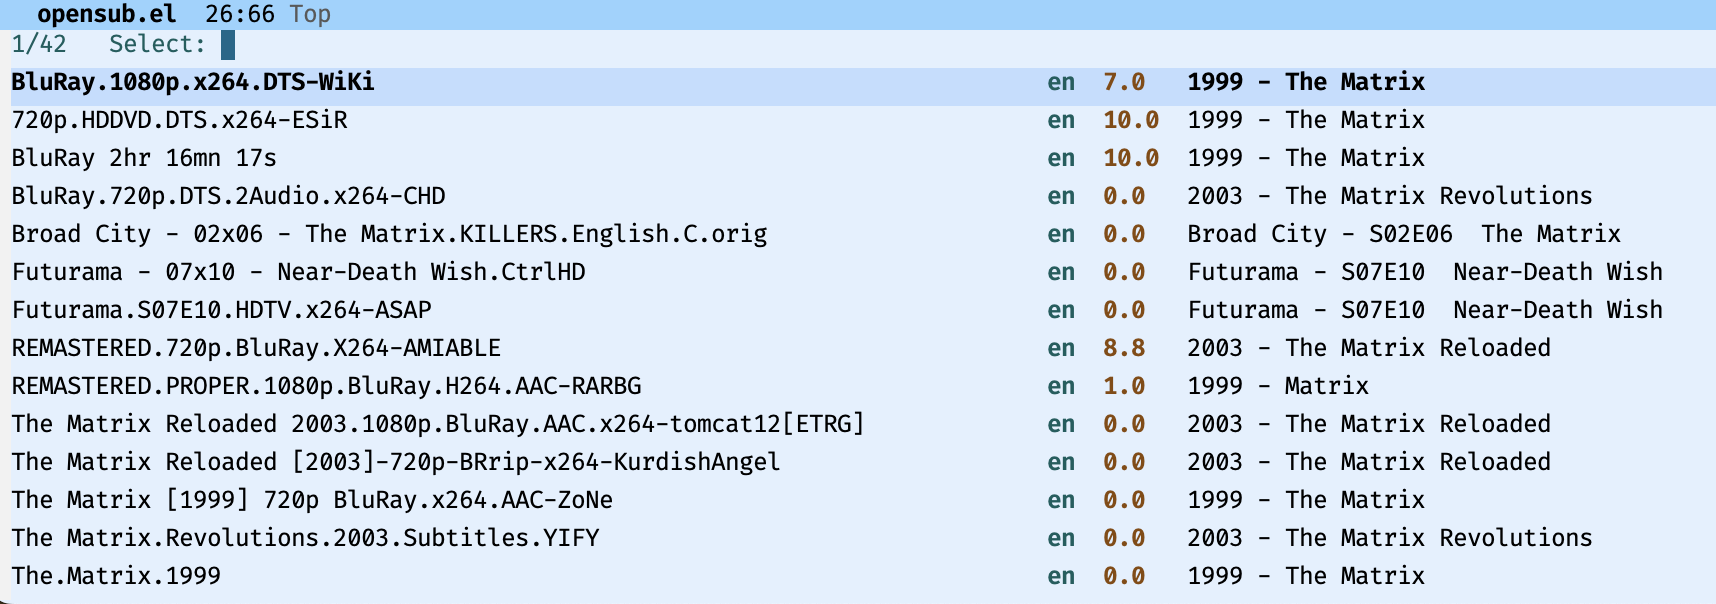 opensub.el 26:66 Top
1/42 Select:
BluRay.1080p.x264.DTS-WiKi en 7.0 1999 - The Matrix
720p.HDDVD.DTS.x264-ESiR en 10.0 1999 - The Matrix
BluRay 2hr 16mn 17s en 10.0 1999 - The Matrix
BluRay.720p.DTS.2Audio.x264-CHD en 0.0 2003 - The Matrix Revolutions
Broad City - 02x06 - The Matrix.KILLERS.English.C.orig en 0.0 Broad City - S02E06 The Matrix
Futurama - 07x10 - Near-Death Wish.CtrlHD en 0.0 Futurama - S07E10 Near-Death Wish
Futurama.S07E10.HDTV.x264-ASAP en 0.0 Futurama - S07E10 Near-Death Wish
REMASTERED.720p.BluRay.X264-AMIABLE en 8.8 2003 - The Matrix Reloaded
REMASTERED.PROPER.1080p.BluRay.H264.AAC-RARBG en 1.0 1999 - Matrix
The Matrix Reloaded 2003.1080p.BluRay.AAC.x264-tomcat12[ETRG] en 0.0 2003 - The Matrix Reloaded
The Matrix Reloaded [2003]-720p-BRrip-x264-KurdishAngel en 0.0 2003 - The Matrix Reloaded
The Matrix [1999] 720p BluRay.x264.AAC-ZoNe en 0.0 1999 - The Matrix
The Matrix.Revolutions.2003.Subtitles.YIFY en 0.0 2003 - The Matrix Revolutions
The.Matrix.1999 en 0.0 1999 - The Matrix